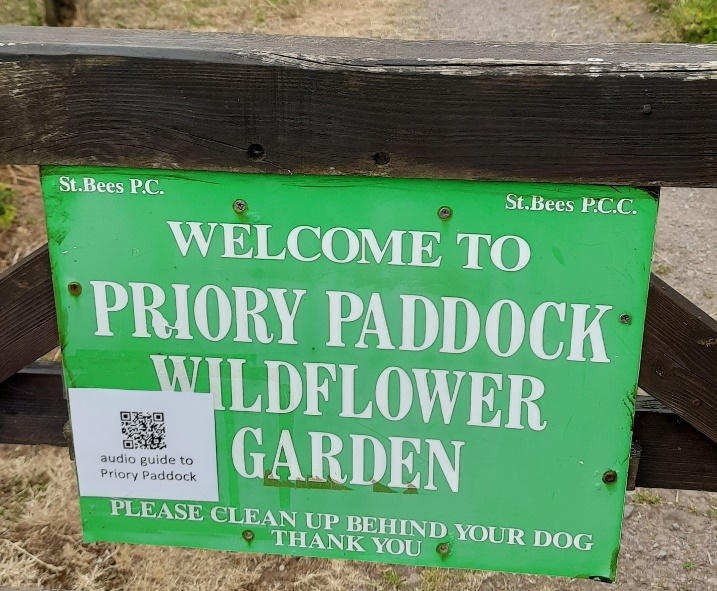 St.Bees P.C.
St.Bees P.C.C.
WELCOME TO
PRIORY PADDOCK
WILDFLOWER
GARDEN
audio guide to
Priory Paddock
PLEASE CLEAN UP BEHIND YOUR DOG
THANK YOU